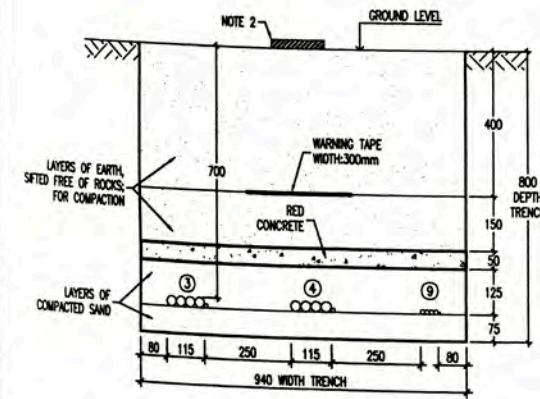 NOTE 2
GROUND LEVEL
400
WARNING TAPE
WIDTH:300mm
700
LAYERS OF EARTH,
SIFTED FREE OF ROCKS;
FOR COMPACTION
800
DEPTH
TRENCH
150
RED
CONCRETE
50
3
4
9
125
LAYERS OF
COMPACTED SAND
75
80 115 250 115 250 80
940 WIDTH TRENCH